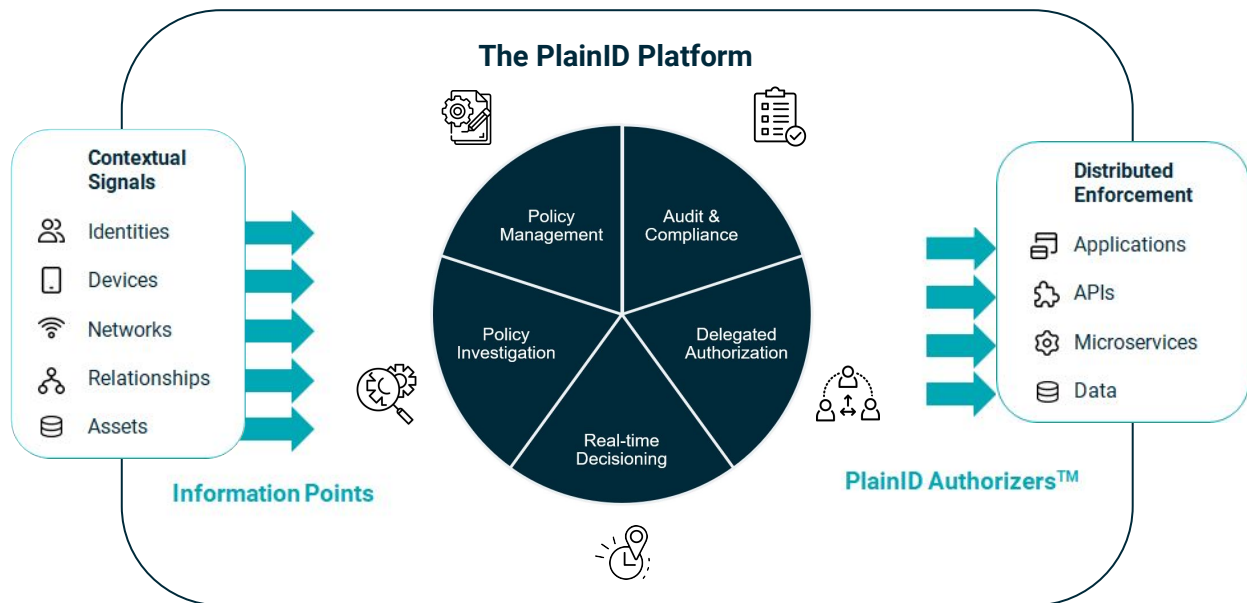 The PlainID Platform
Contextual
Signals
Identities
Devices
Networks
Relationships
Assets
Information Points
Policy
Management
Audit &
Compliance
Policy
Investigation
Delegated
Authorization
Real-time
Decisioning
Distributed
Enforcement
Applications
APIs
Microservices
Data
PlainID Authorizers™